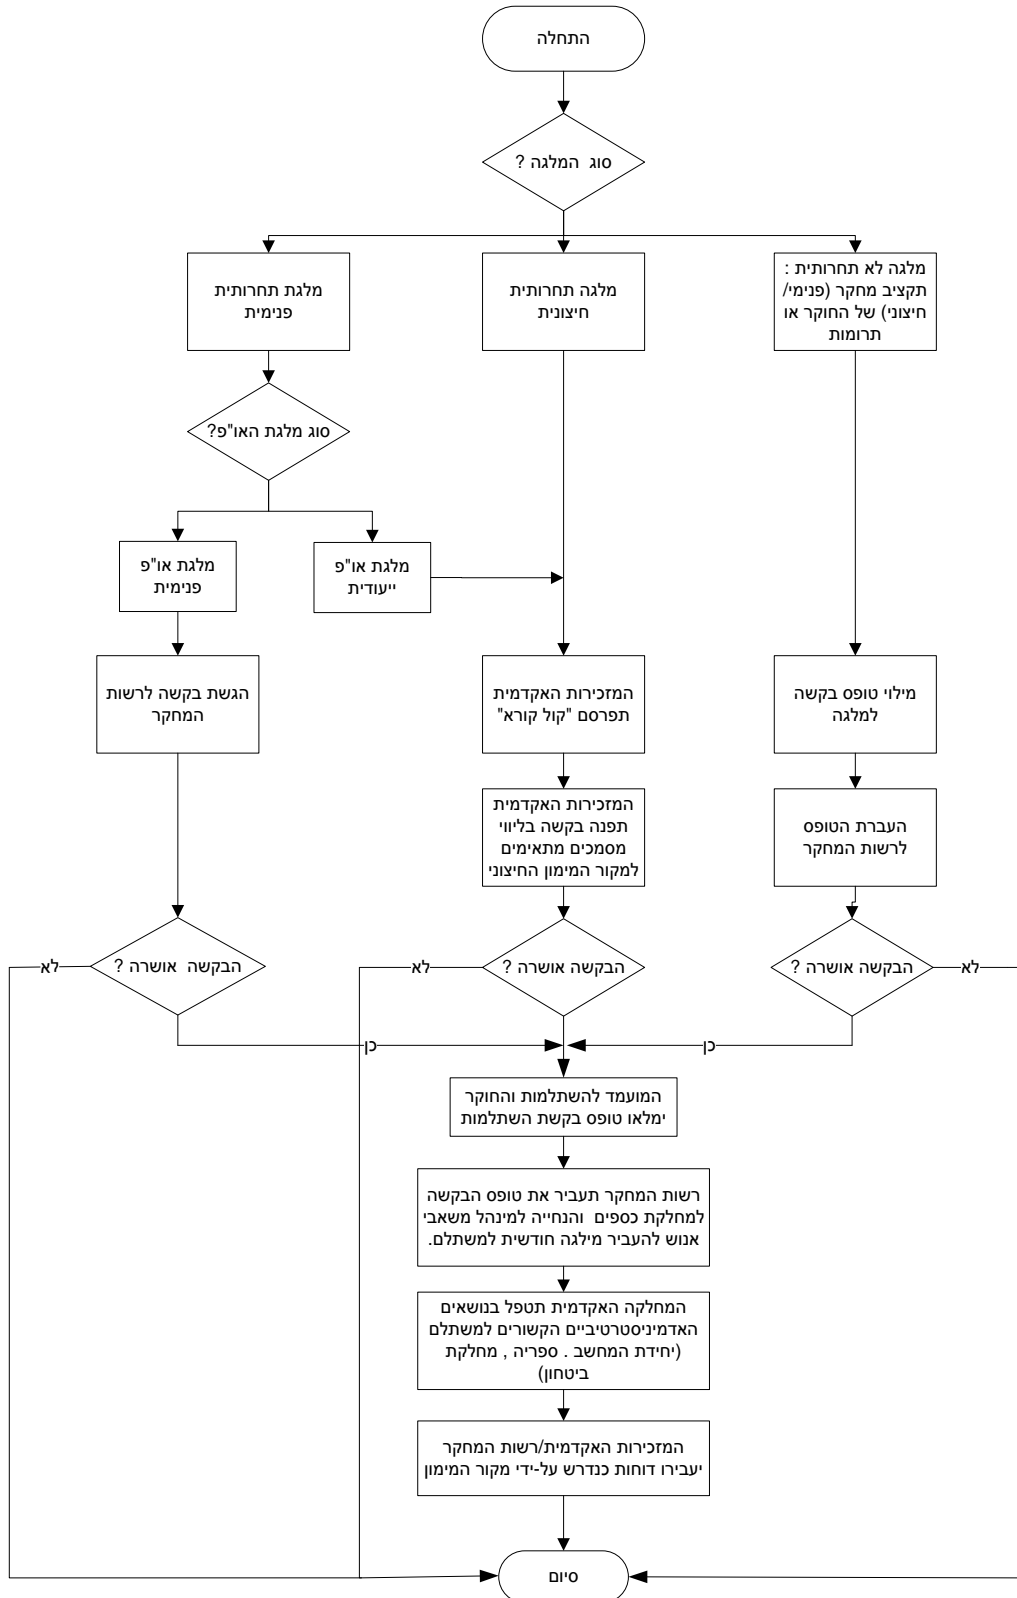 התחלה
סוג המלגה ?
מלגה לא תחרותית :
תקציב מחקר (פנימי/
חיצוני) של החוקר או
תרומות
מלגה תחרותית
חיצונית
מלגת תחרותית
פנימית
סוג מלגת האו"פ?
מלגת או"פ
ייעודית
מלגת או"פ
פנימית
מילוי טופס בקשה
למלגה
המזכירות האקדמית
תפרסם "קול קורא"
הגשת בקשה לרשות
המחקר
העברת הטופס
לרשות המחקר
המזכירות האקדמית
תפנה בקשה בליווי
מסמכים מתאימים
למקור המימון החיצוני
הבקשה אושרה ?
לא
הבקשה אושרה ?
לא
הבקשה אושרה ?
לא
כן
כן
המועמד להשתלמות והחוקר
ימלאו טופס בקשת השתלמות
רשות המחקר תעביר את טופס הבקשה
למחלקת כספים והנחייה למינהל משאבי
אנוש להעביר מילגה חודשית למשתלם.
המחלקה האקדמית תטפל בנושאים
האדמיניסטרטיביים הקשורים למשתלם
(יחידת המחשב . ספריה , מחלקת
ביטחון)
המזכירות האקדמית/רשות המחקר
יעבירו דוחות כנדרש על-ידי מקור המימון
סיום